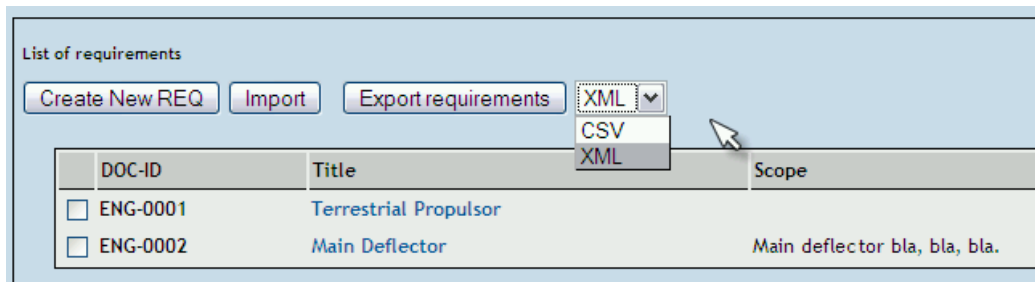 List of requirements
Create New REQ Import Export requirements XML
CSV
XML
DOC-ID Title Scope
ENG-0001 Terrestrial Propulsor
ENG-0002 Main Deflector Main deflector bla, bla, bla.